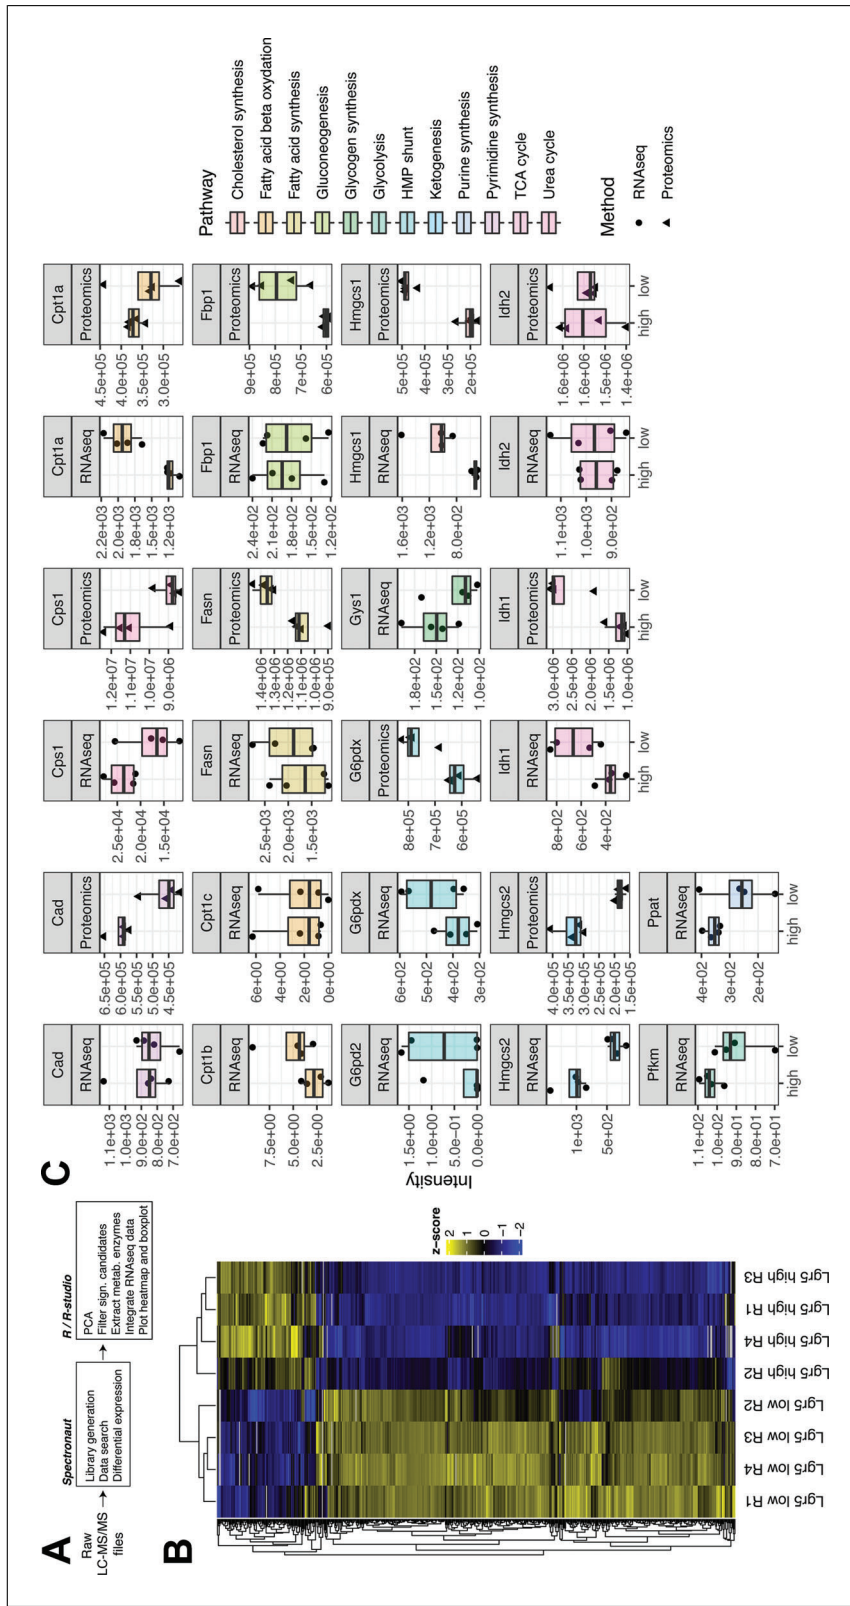 A
Raw
LC-MS/MS
files
Spectronaut
Library generation
Data search
Differential expression
R / R-studio
PCA
Filter sign. candidates
Extract metab. enzymes
Integrate RNAseq data
Plot heatmap and boxplot
B
z-score
2
1
0
-1
-2
Lgr5 low R1
Lgr5 low R4
Lgr5 low R3
Lgr5 low R2
Lgr5 high R2
Lgr5 high R4
Lgr5 high R1
Lgr5 high R3
C
Intensity
Cad
RNAseq
1.1e+03
1.0e+03
9.0e+02
8.0e+02
7.0e+02
Cad
Proteomics
6.5e+05
6.0e+05
5.5e+05
5.0e+05
4.5e+05
Cps1
RNAseq
2.5e+04
2.0e+04
1.5e+04
Cps1
Proteomics
1.2e+07
1.1e+07
1.0e+07
9.0e+06
Cpt1a
RNAseq
2.2e+03
2.0e+03
1.8e+03
1.5e+03
1.2e+03
Cpt1a
Proteomics
4.5e+05
4.0e+05
3.5e+05
3.0e+05
Cpt1b
RNAseq
7.5e+00
5.0e+00
2.5e+00
Cpt1c
RNAseq
6e+00
4e+00
2e+00
0e+00
Fasn
RNAseq
2.5e+03
2.0e+03
1.5e+03
Fasn
Proteomics
1.4e+06
1.3e+06
1.2e+06
1.1e+06
1.0e+06
9.0e+05
Fbp1
RNAseq
2.4e+02
2.1e+02
1.8e+02
1.5e+02
1.2e+02
Fbp1
Proteomics
9e+05
8e+05
7e+05
6e+05
G6pd2
RNAseq
1.5e+00
1.0e+00
5.0e-01
0.0e+00
G6pdx
RNAseq
6e+02
5e+02
4e+02
3e+02
G6pdx
Proteomics
8e+05
7e+05
6e+05
Gys1
RNAseq
1.8e+02
1.5e+02
1.2e+02
1.0e+02
Hmgcs1
RNAseq
1.6e+03
1.2e+03
8.0e+02
Hmgcs1
Proteomics
5e+05
4e+05
3e+05
2e+05
Hmgcs2
RNAseq
1e+03
5e+02
Hmgcs2
Proteomics
4.0e+05
3.5e+05
3.0e+05
2.5e+05
2.0e+05
1.5e+05
Idh1
RNAseq
8e+02
6e+02
4e+02
high low
Idh1
Proteomics
3.0e+06
2.5e+06
2.0e+06
1.5e+06
1.0e+06
high low
Idh2
RNAseq
1.1e+03
1.0e+03
9.0e+02
high low
Idh2
Proteomics
1.6e+06
1.6e+06
1.5e+06
1.4e+06
high low
Pfkm
RNAseq
1.1e+02
1.0e+02
9.0e+01
8.0e+01
7.0e+01
high low
Ppat
RNAseq
4e+02
3e+02
2e+02
high low
Pathway
Cholesterol synthesis
Fatty acid beta oxydation
Fatty acid synthesis
Gluconeogenesis
Glycogen synthesis
Glycolysis
HMP shunt
Ketogenesis
Purine synthesis
Pyrimidine synthesis
TCA cycle
Urea cycle
Method
RNAseq
Proteomics